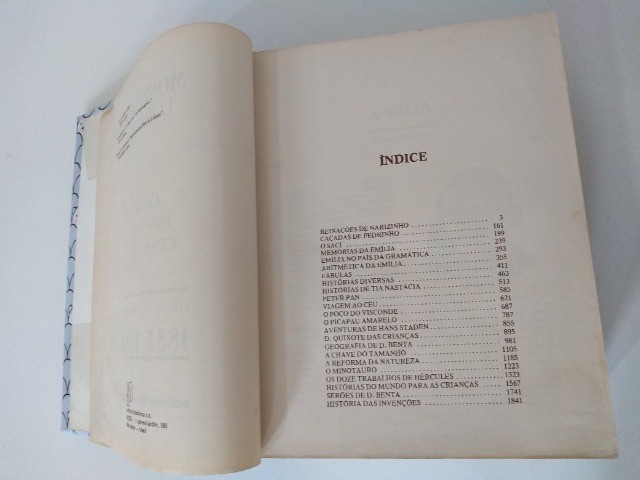 ÍNDICE
REINAÇÕES DE NARIZINHO 3
CAÇADAS DE PEDRINHO 161
O SACI 199
MEMÓRIAS DA EMÍLIA 239
EMÍLIA NO PAÍS DA GRAMÁTICA 293
ARITMÉTICA DA EMÍLIA 355
FÁBULAS 411
HISTÓRIAS DIVERSAS 463
HISTÓRIAS DE TIA NASTÁCIA 513
PETER PAN 585
VIAGEM AO CÉU 621
O POÇO DO VISCONDE 687
O PICAPAU AMARELO 787
AVENTURAS DE HANS STADEN 855
D. QUIXOTE DAS CRIANÇAS 895
GEOGRAFIA DE D. BENTA 981
A CHAVE DO TAMANHO 1105
A REFORMA DA NATUREZA 1185
O MINOTAURO 1223
OS DOZE TRABALHOS DE HÉRCULES 1323
HISTÓRIAS DO MUNDO PARA AS CRIANÇAS 1567
SERÕES DE D. BENTA 1741
HISTÓRIA DAS INVENÇÕES 1841